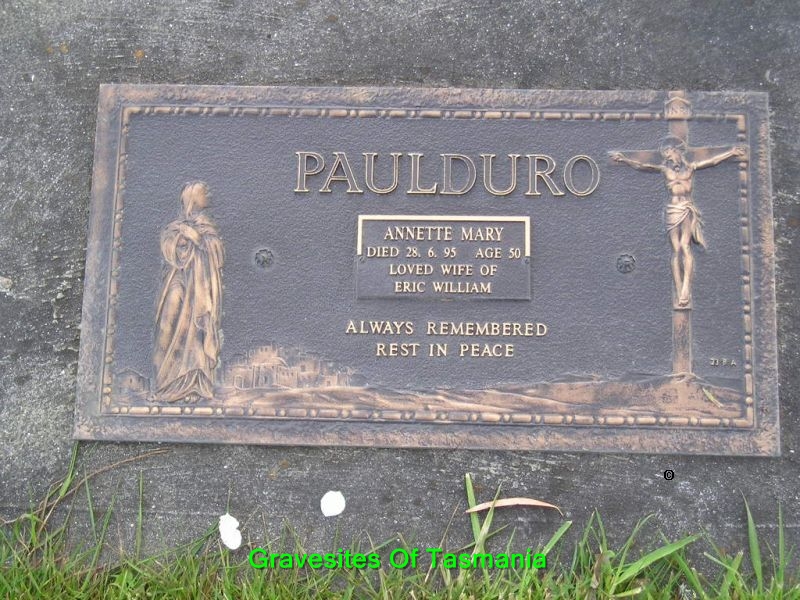 PAULDURO
ANNETTE MARY
DIED 28. 6. 95 AGE 50
LOVED WIFE OF
ERIC WILLIAM
ALWAYS REMEMBERED
REST IN PEACE
©
Gravesites Of Tasmania